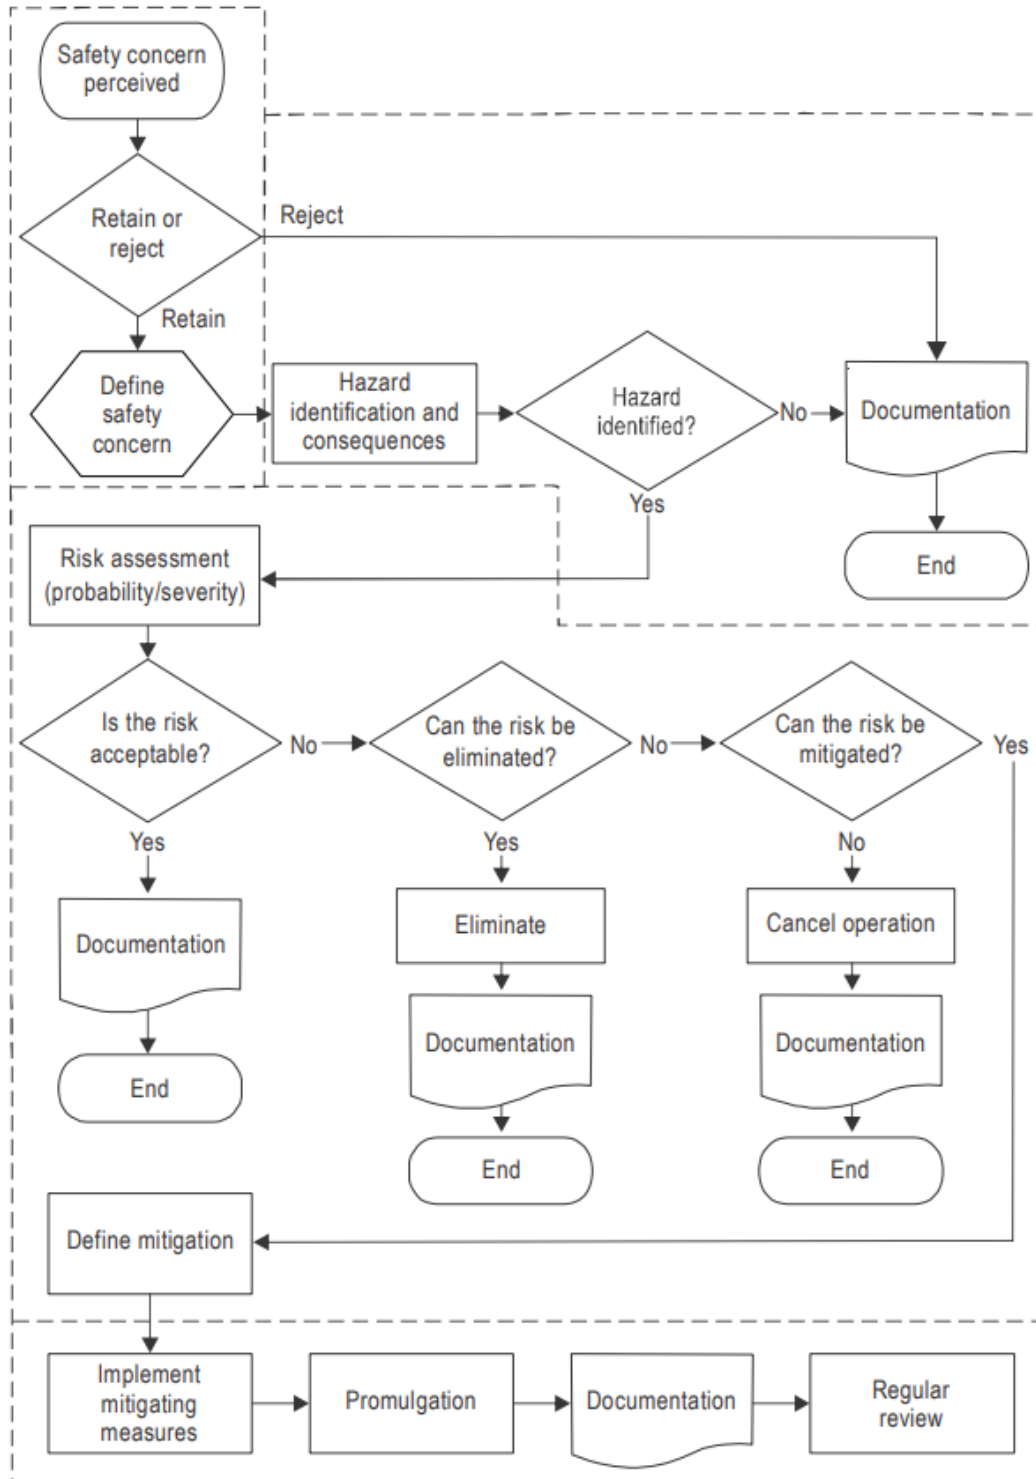 Safety concern
perceived
Retain or
reject
Reject
Retain
Define
safety
concern
Hazard
identification and
consequences
Hazard
identified?
No
Documentation
Yes
End
Risk assessment
(probability/severity)
Is the risk
acceptable?
No
Can the risk be
eliminated?
No
Can the risk be
mitigated?
Yes
Yes
Yes
No
Documentation
Eliminate
Cancel operation
Documentation
Documentation
End
End
End
Define mitigation
Implement
mitigating
measures
Promulgation
Documentation
Regular
review